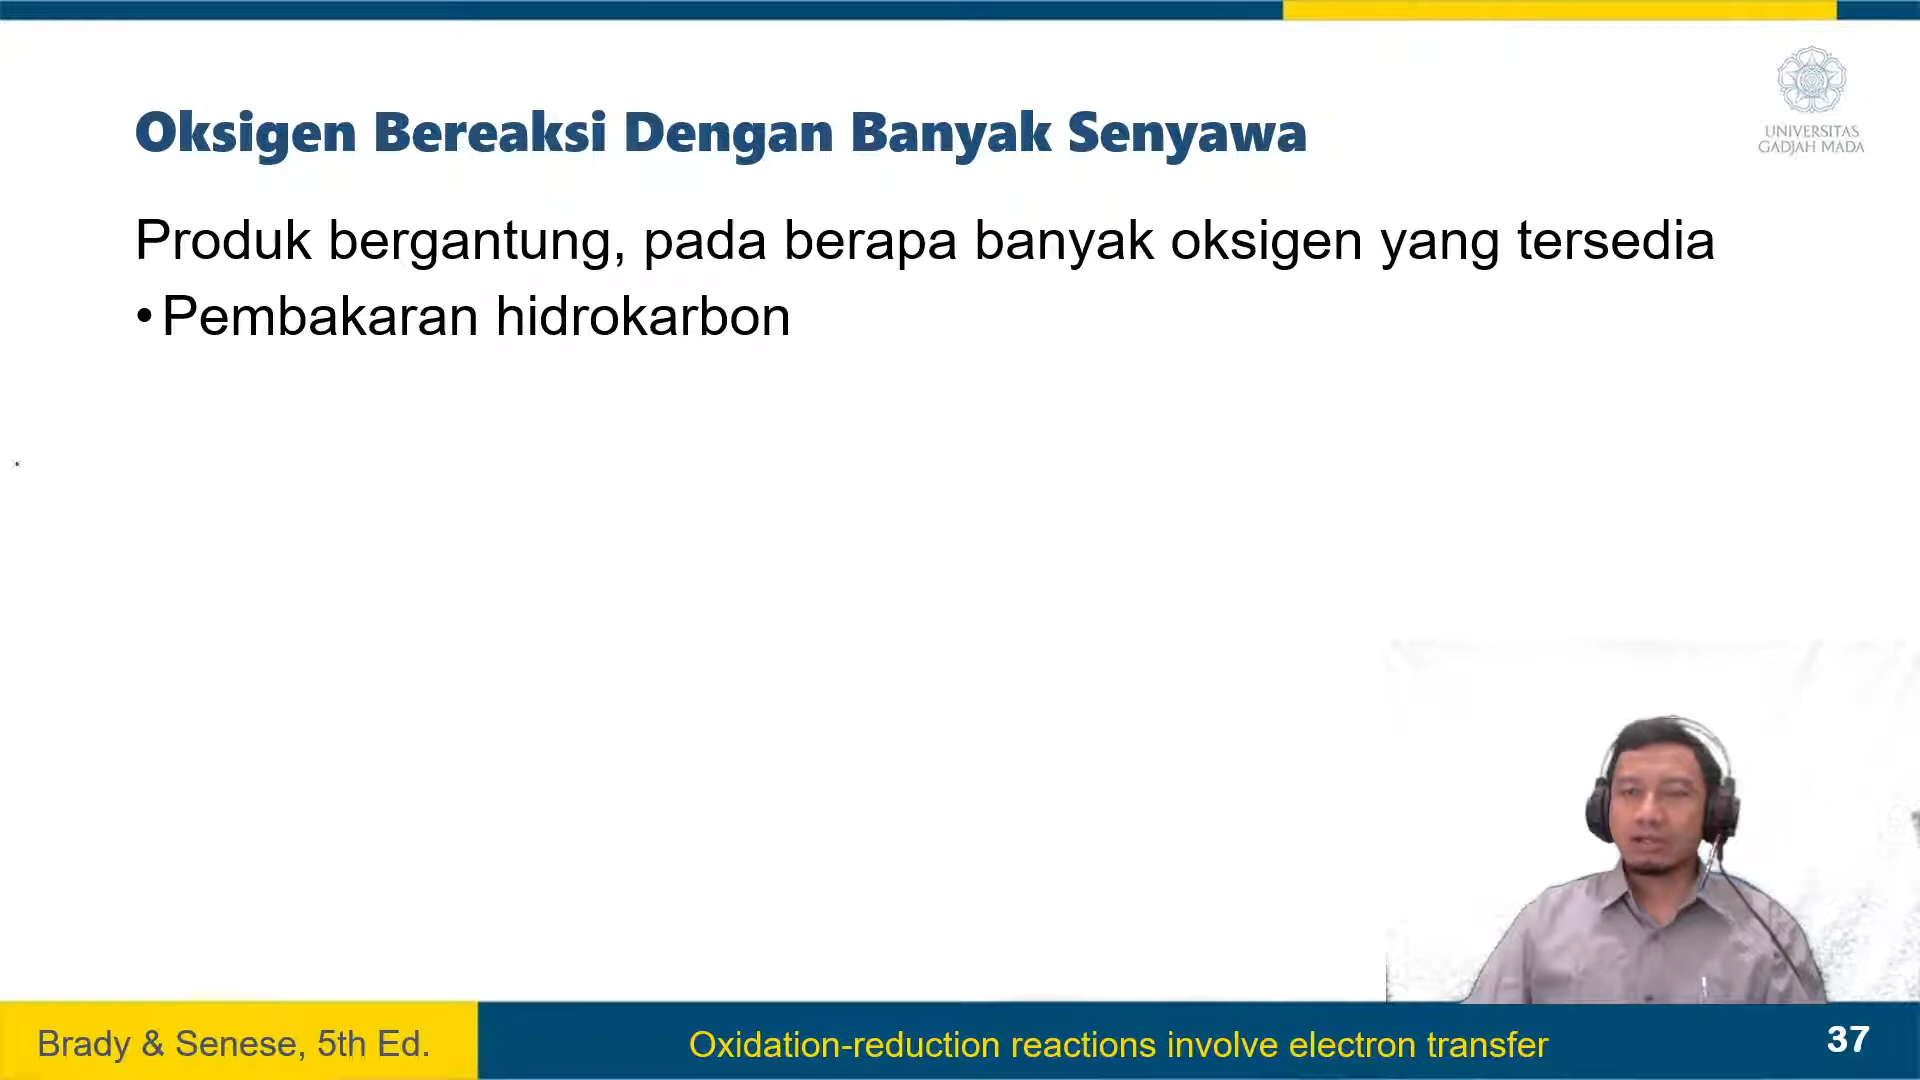 UNIVERSITAS
GADJAH MADA
Oksigen Bereaksi Dengan Banyak Senyawa
Produk bergantung, pada berapa banyak oksigen yang tersedia
• Pembakaran hidrokarbon
Brady & Senese, 5th Ed.
Oxidation-reduction reactions involve electron transfer
37